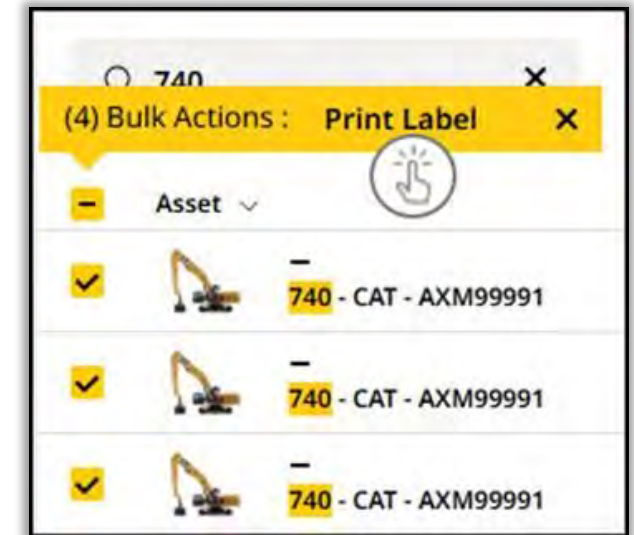 740
(4) Bulk Actions : Print Label
Asset
740 - CAT - AXM99991
740 - CAT - AXM99991
740 - CAT - AXM99991